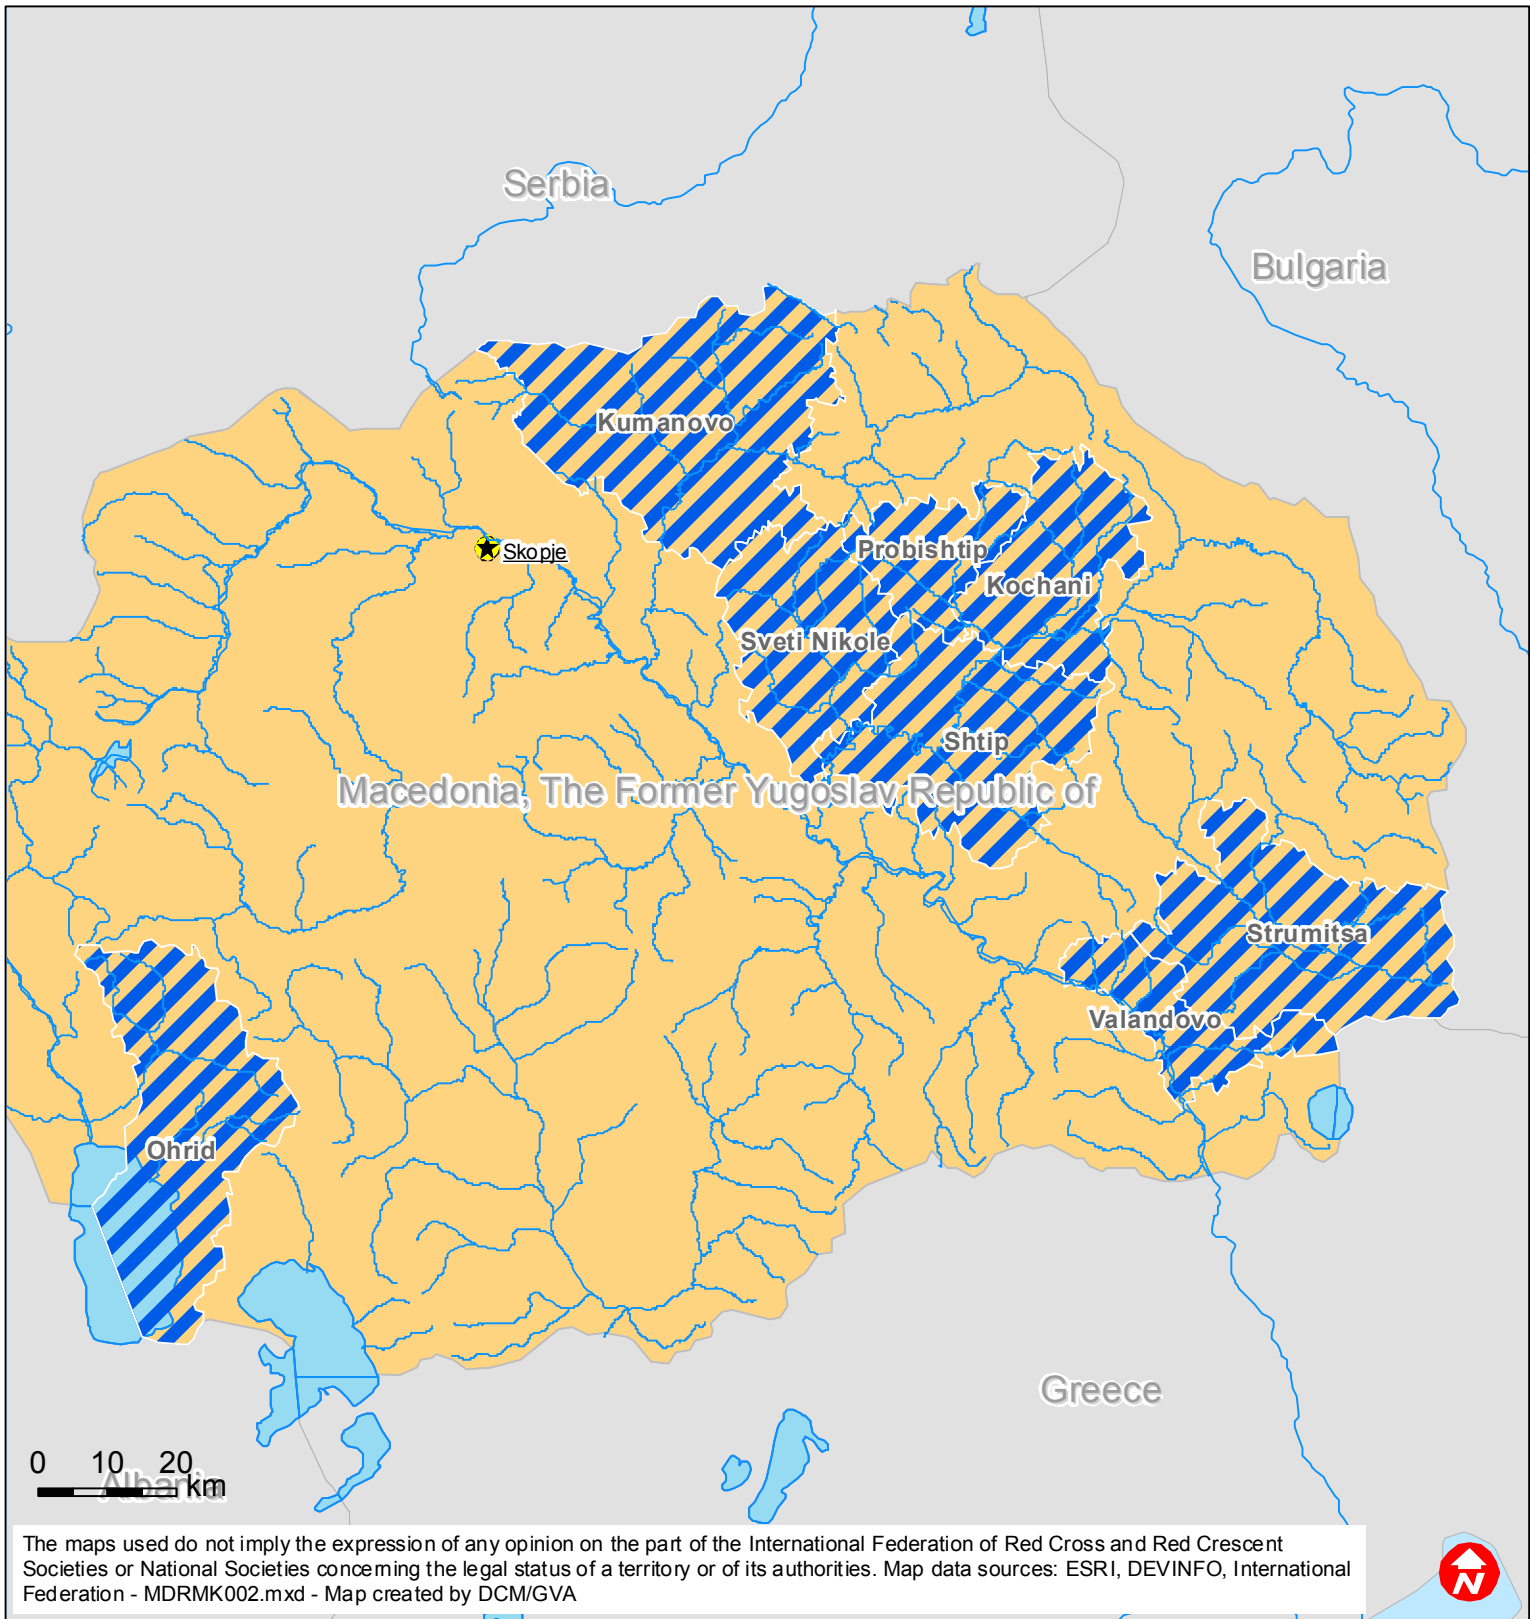 Serbia
Bulgaria
Kumanovo
Skopje
Probishtip
Kochani
Sveti Nikole
Shtip
Macedonia, The Former Yugoslav Republic of
Strumitsa
Valandovo
Ohrid
Greece
0 10 20
km
Albania
The maps used do not imply the expression of any opinion on the part of the International Federation of Red Cross and Red Crescent
Societies or National Societies concerning the legal status of a territory or of its authorities. Map data sources: ESRI, DEVINFO, International
Federation - MDRMK002.mxd - Map created by DCM/GVA
N